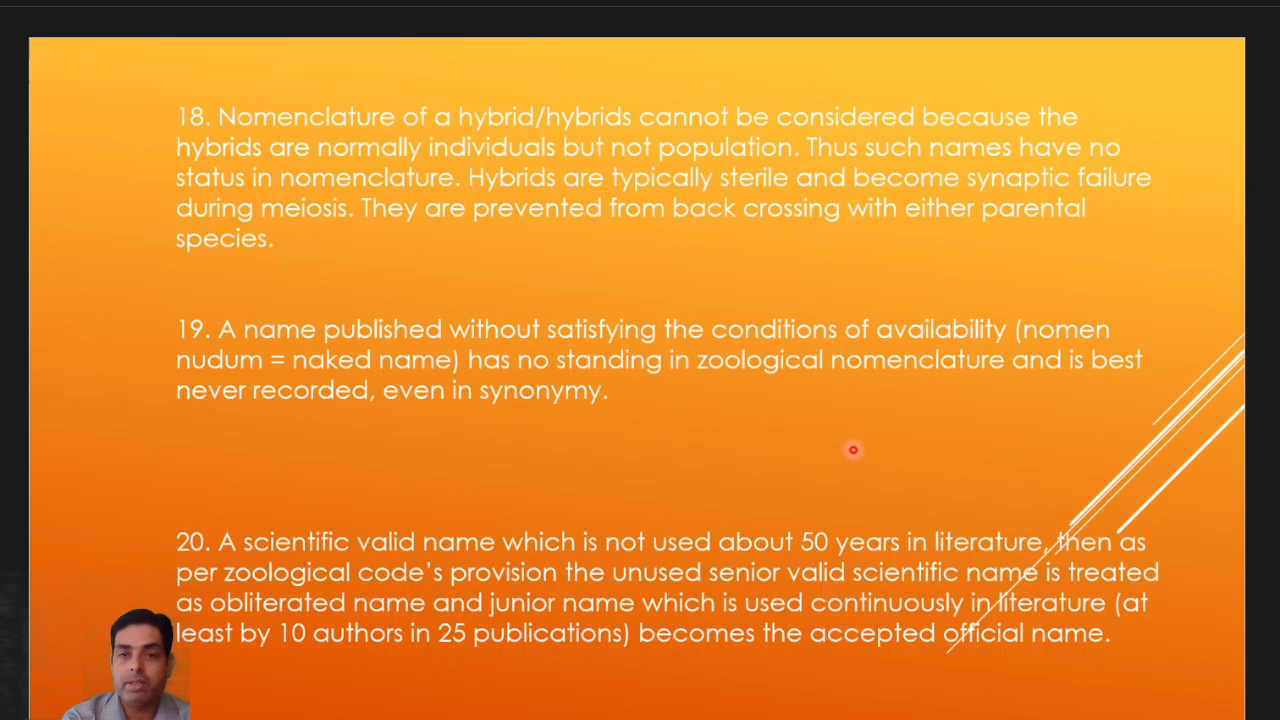 18. Nomenclature of a hybrid/hybrids cannot be considered because the
hybrids are normally individuals but not population. Thus such names have no
status in nomenclature. Hybrids are typically sterile and become synaptic failure
during meiosis. They are prevented from back crossing with either parental
species.
19. A name published without satisfying the conditions of availability (nomen
nudum = naked name) has no standing in zoological nomenclature and is best
never recorded, even in synonymy.
20. A scientific valid name which is not used about 50 years in literature, then as
per zoological code's provision the unused senior valid scientific name is treated
as obliterated name and junior name which is used continuously in literature (at
least by 10 authors in 25 publications) becomes the accepted official name.